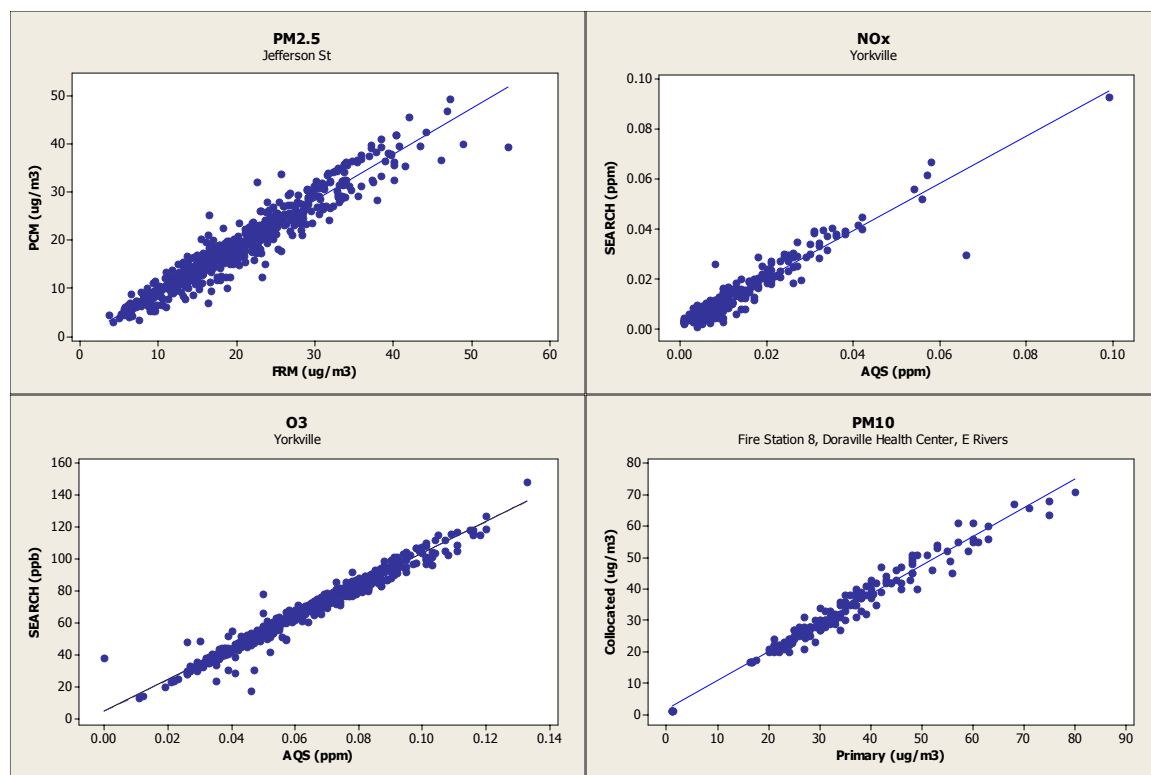 PM2.5
Jefferson St
PCM (ug/m3)
50
40
30
20
10
0
0 10 20 30 40 50 60
FRM (ug/m3)
NOx
Yorkville
SEARCH (ppm)
0.10
0.08
0.06
0.04
0.02
0.00
0.00 0.02 0.04 0.06 0.08 0.10
AQS (ppm)
O3
Yorkville
SEARCH (ppb)
160
140
120
100
80
60
40
20
0
0.00 0.02 0.04 0.06 0.08 0.10 0.12 0.14
AQS (ppm)
PM10
Fire Station 8, Doraville Health Center, E Rivers
Collocated (ug/m3)
80
70
60
50
40
30
20
10
0
0 10 20 30 40 50 60 70 80 90
Primary (ug/m3)